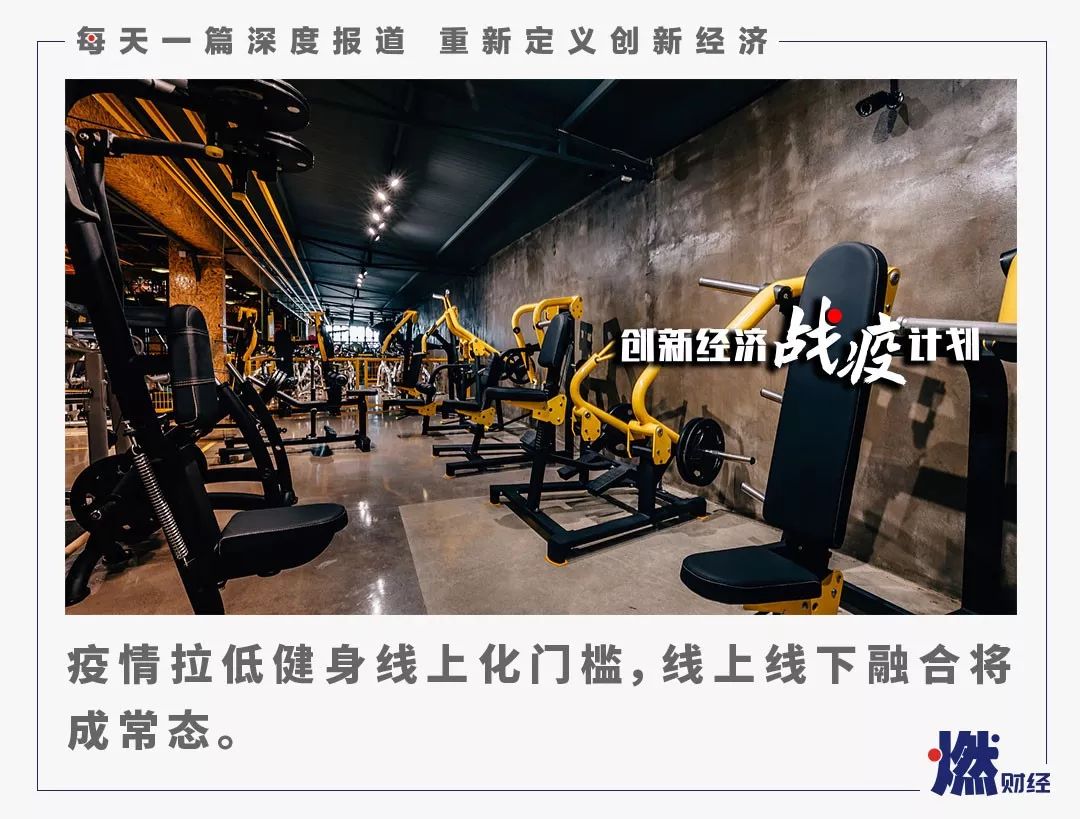 每天一篇深度报道 重新定义创新经济
创新经济战疫计划
疫情拉低健身线上化门槛，线上线下融合将
成常态。
燃财经